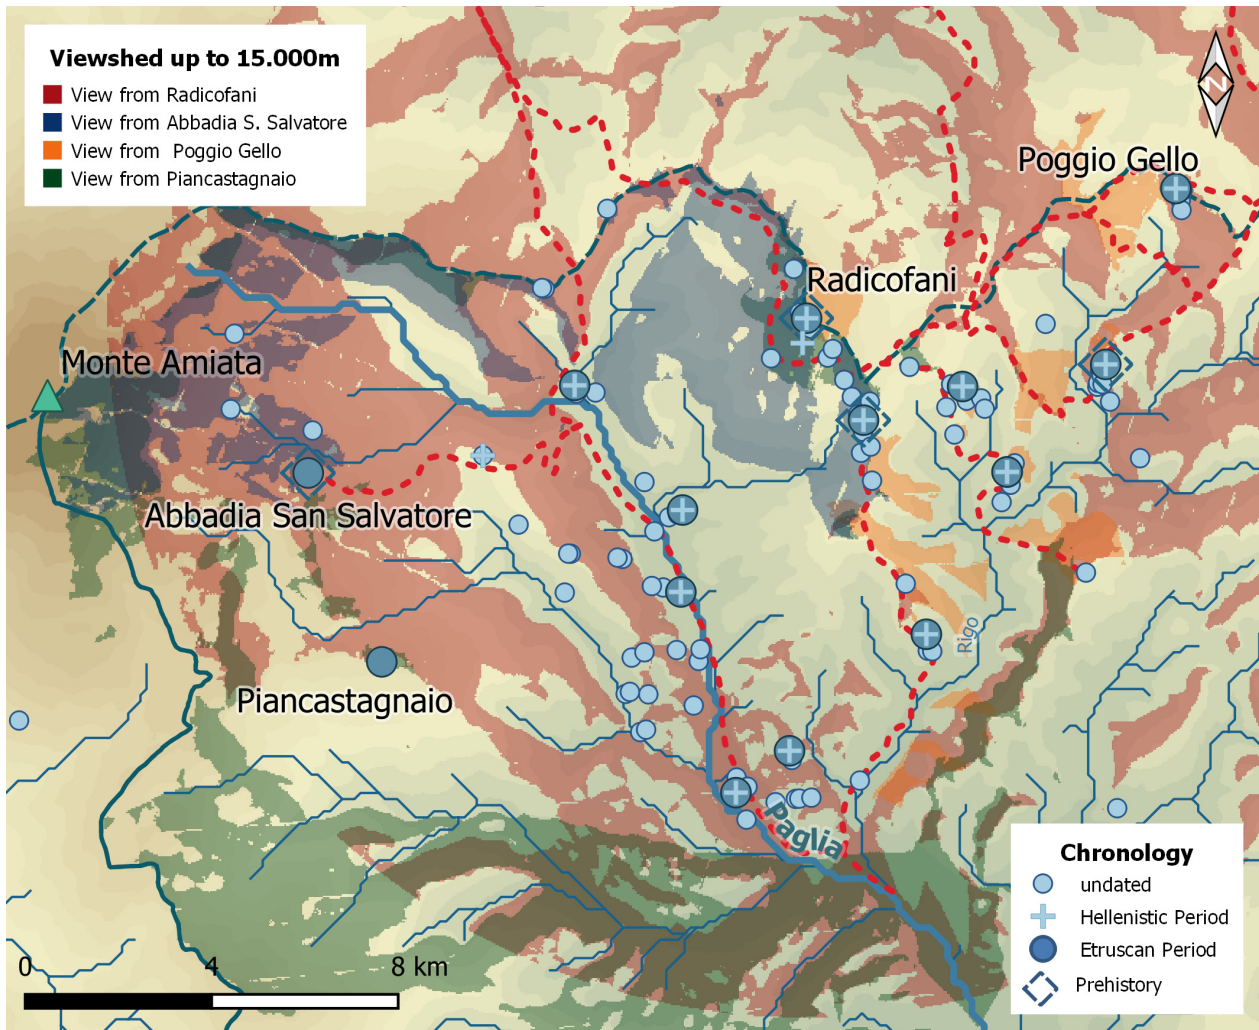 Viewshed up to 15.000m
View from Radicofani
View from Abbadia S. Salvatore
View from Poggio Gello
View from Piancastagnaio
N
Poggio Gello
Radicofani
Monte Amiata
Abbadia San Salvatore
Piancastagnaio
Rigo
Paglia
Chronology
undated
Hellenistic Period
Etruscan Period
Prehistory
0 4 8 km